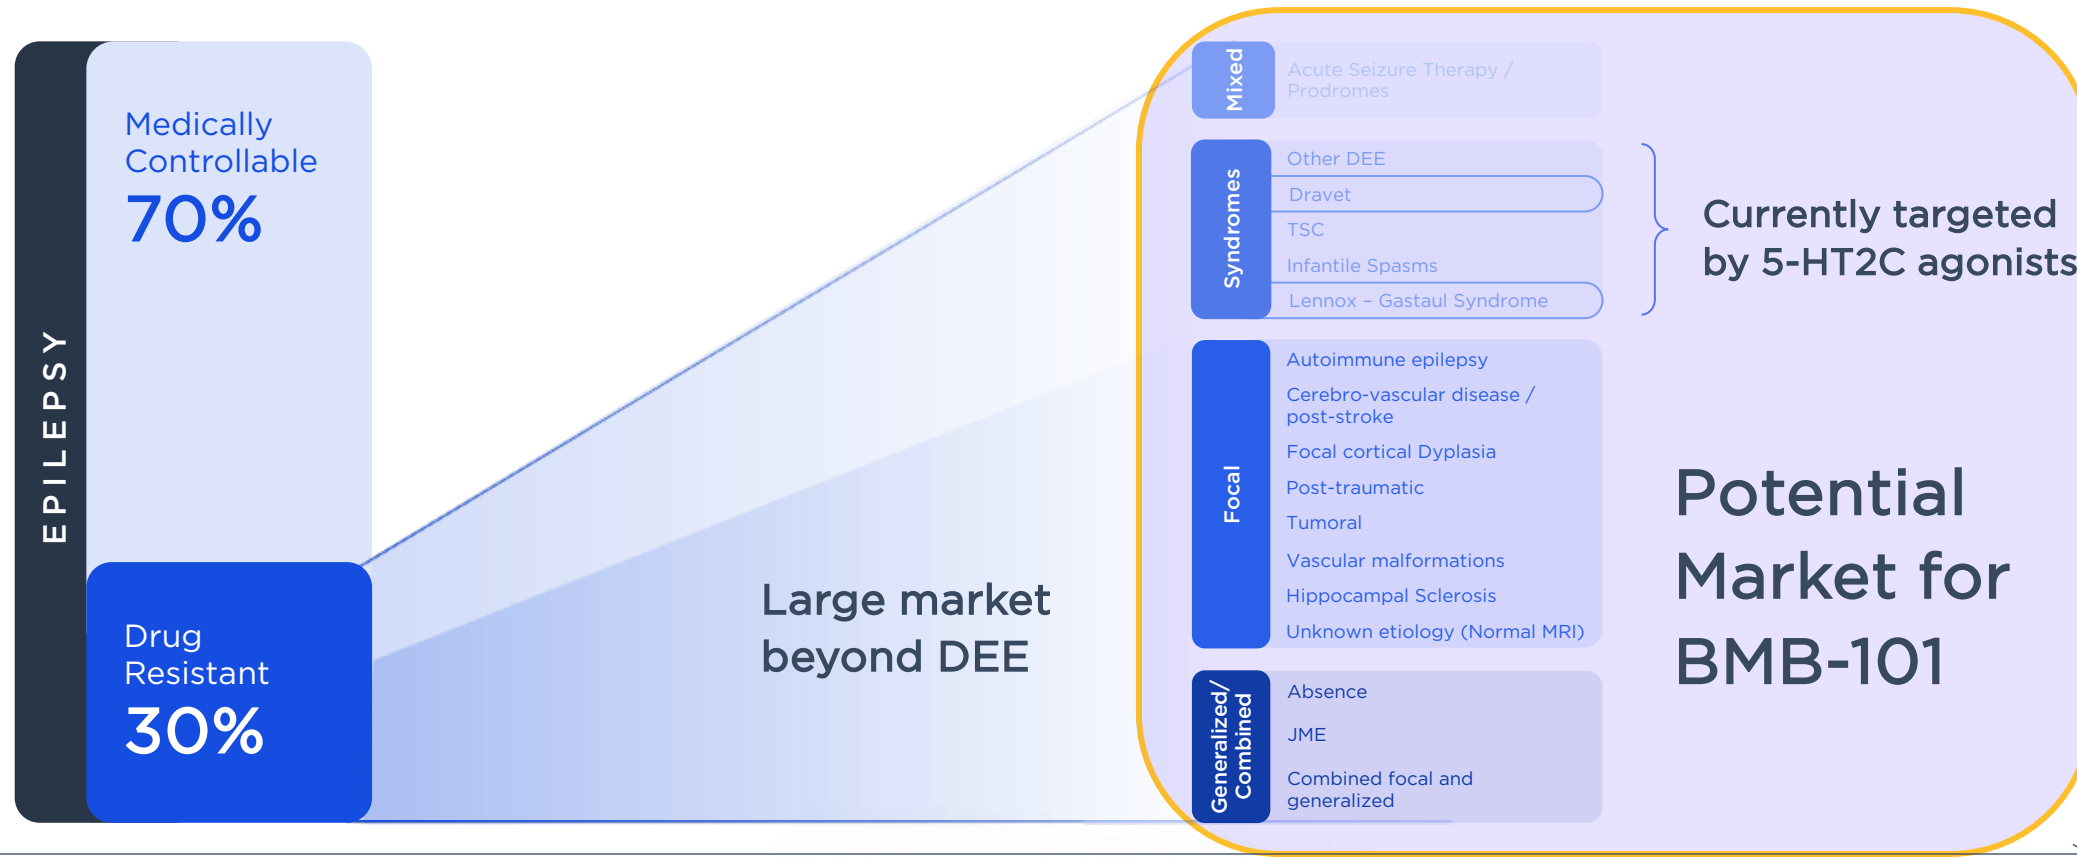 EPILEPSY
Medically
Controllable
70%
Drug
Resistant
30%
Large market
beyond DEE
Mixed
Acute Seizure Therapy /
Prodromes
Syndromes
Other DEE
Dravet
TSC
Infantile Spasms
Lennox – Gastaul Syndrome
Currently targeted
by 5-HT2C agonists
Focal
Autoimmune epilepsy
Cerebro-vascular disease /
post-stroke
Focal cortical Dyplasia
Post-traumatic
Tumoral
Vascular malformations
Hippocampal Sclerosis
Unknown etiology (Normal MRI)
Generalized/
Combined
Absence
JME
Combined focal and
generalized
Potential
Market for
BMB-101